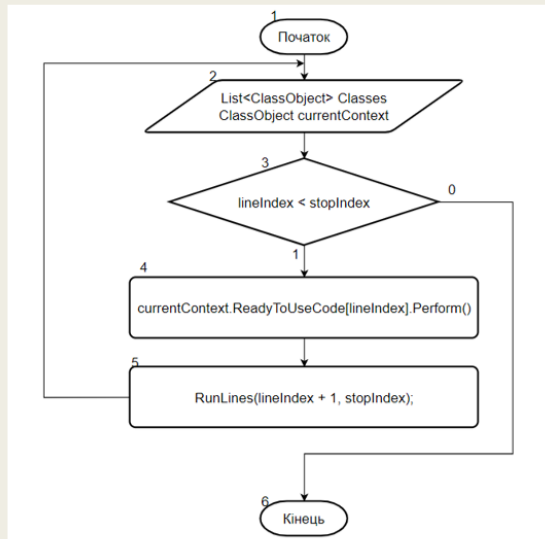 1
Початок
2
List<ClassObject> Classes
ClassObject currentContext
3
lineIndex < stopIndex
0
1
4
currentContext.ReadyToUseCode[lineIndex].Perform()
5
RunLines(lineIndex + 1, stopIndex);
6
Кінець